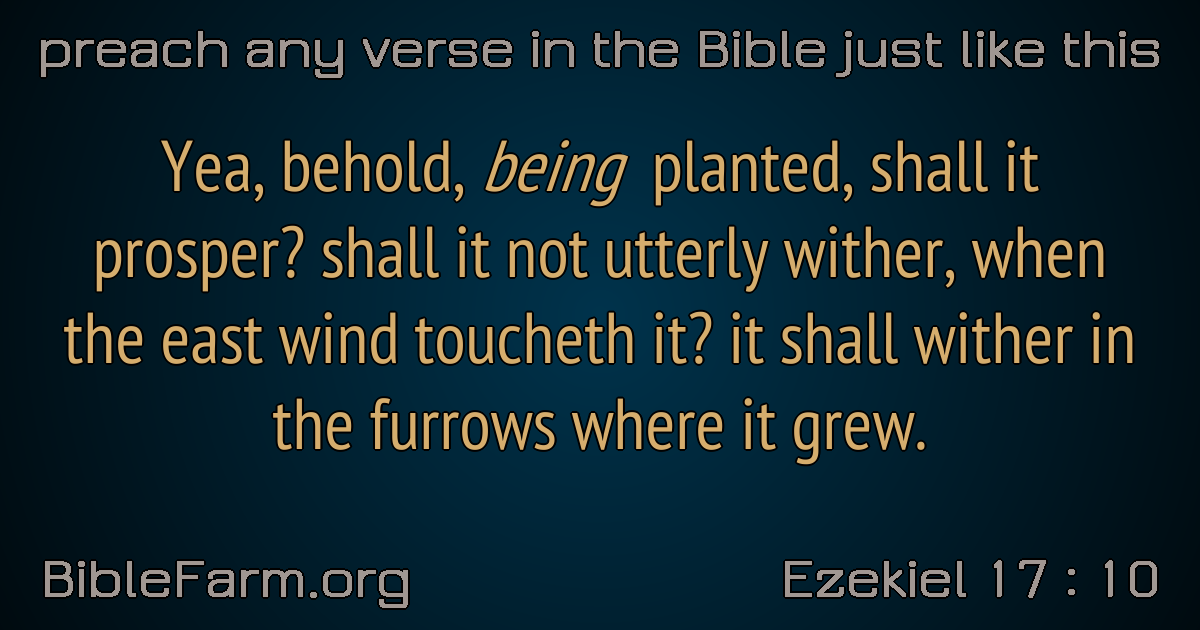 preach any verse in the Bible just like this
Yea, behold, being planted, shall it
prosper? shall it not utterly wither, when
the east wind toucheth it? it shall wither in
the furrows where it grew.
BibleFarm.org
Ezekiel 17 : 10